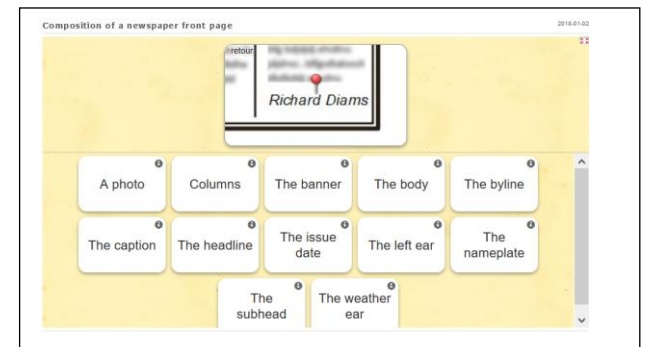 Composition of a newspaper front page
2018-01-02
retour
Richard Diams
A photo
Columns
The banner
The body
The byline
The caption
The headline
The issue
date
The left ear
The
nameplate
The
subhead
The weather
ear